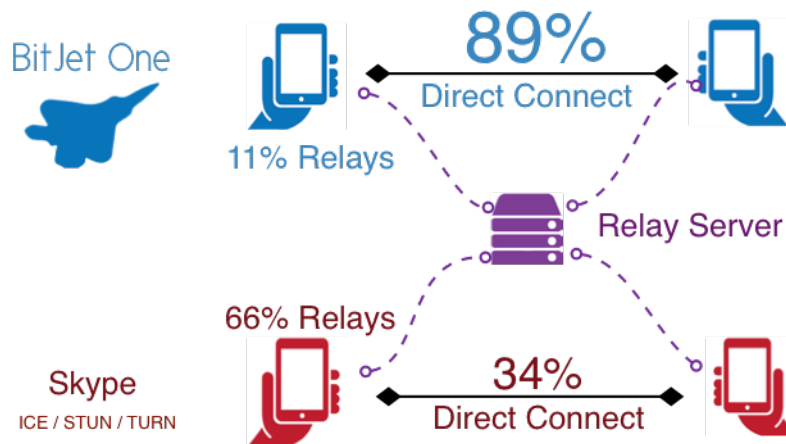 BitJet One
89%
Direct Connect
11% Relays
Relay Server
66% Relays
Skype
ICE / STUN / TURN
34%
Direct Connect